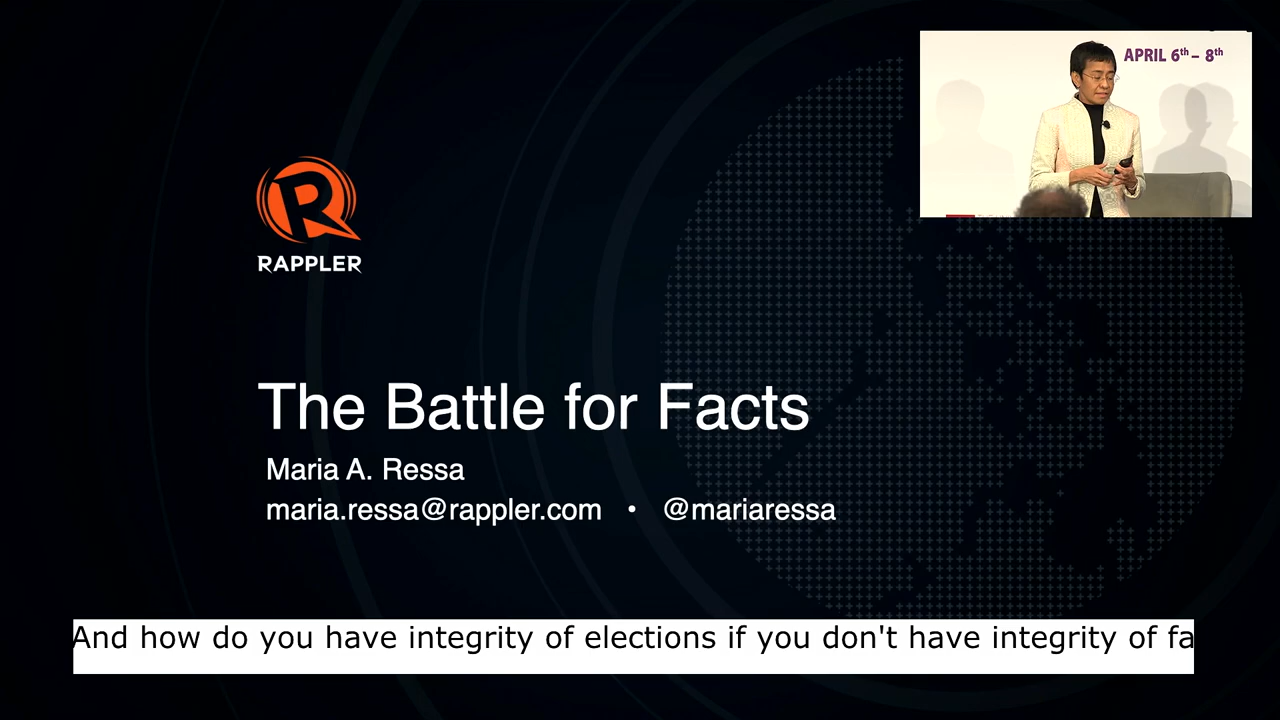 APRIL 6th – 8th
R
RAPPLER
The Battle for Facts
Maria A. Ressa
maria.ressa@rappler.com • @mariaressa
And how do you have integrity of elections if you don't have integrity of fa